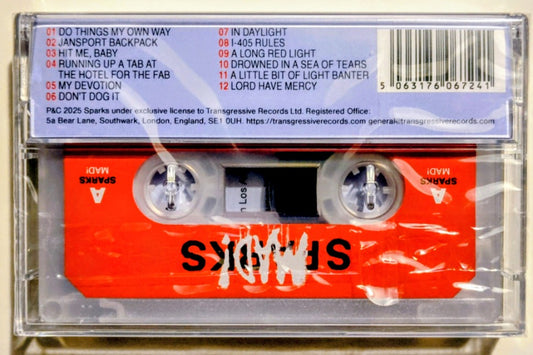 01 DO THINGS MY OWN WAY
02 JANSPORT BACKPACK
03 HIT ME, BABY
04 RUNNING UP A TAB AT
THE HOTEL FOR THE FAB
05 MY DEVOTION
06 DON'T DOG IT
07 IN DAYLIGHT
08 I-405 RULES
09 A LONG RED LIGHT
10 DROWNED IN A SEA OF TEARS
11 A LITTLE BIT OF LIGHT BANTER
12 LORD HAVE MERCY
5 063176 067241
P&C 2025 Sparks under exclusive license to Transgressive Records Ltd. Registered Office:
5a Bear Lane, Southwark, London, England, SE1 0UH. https://transgressiverecords.com general@transgressiverecords.com
A
SPARKS
MAD!
A
SPARKS
MAD!
SPARKS
MAD!